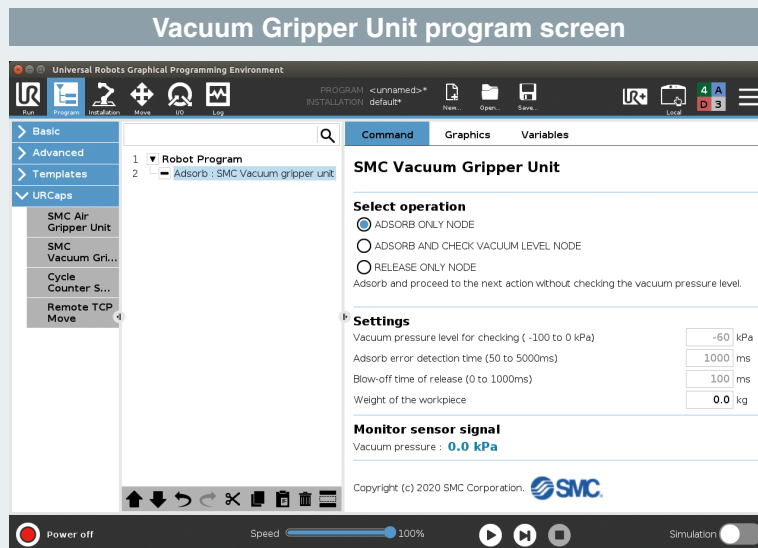 Vacuum Gripper Unit program screen
Universal Robots Graphical Programming Environment
PROGRAM <unnamed>*
INSTALLATION default*
Run
Program
Installation
Move
I/O
Log
New...
Open...
Save...
UR+
Local
4 A
D 3
Basic
Advanced
Templates
URCaps
SMC Air
Gripper Unit
SMC
Vacuum Gri...
Cycle
Counter S...
Remote TCP
Move
1 Robot Program
2 Adsorb : SMC Vacuum gripper unit
Command Graphics Variables
SMC Vacuum Gripper Unit
Select operation
ADSORB ONLY NODE
ADSORB AND CHECK VACUUM LEVEL NODE
RELEASE ONLY NODE
Adsorb and proceed to the next action without checking the vacuum pressure level.
Settings
Vacuum pressure level for checking ( -100 to 0 kPa) -60 kPa
Adsorb error detection time (50 to 5000ms) 1000 ms
Blow-off time of release (0 to 1000ms) 100 ms
Weight of the workpiece 0.0 kg
Monitor sensor signal
Vacuum pressure : 0.0 kPa
Copyright (c) 2020 SMC Corporation. SMC.
Power off
Speed 100%
Simulation